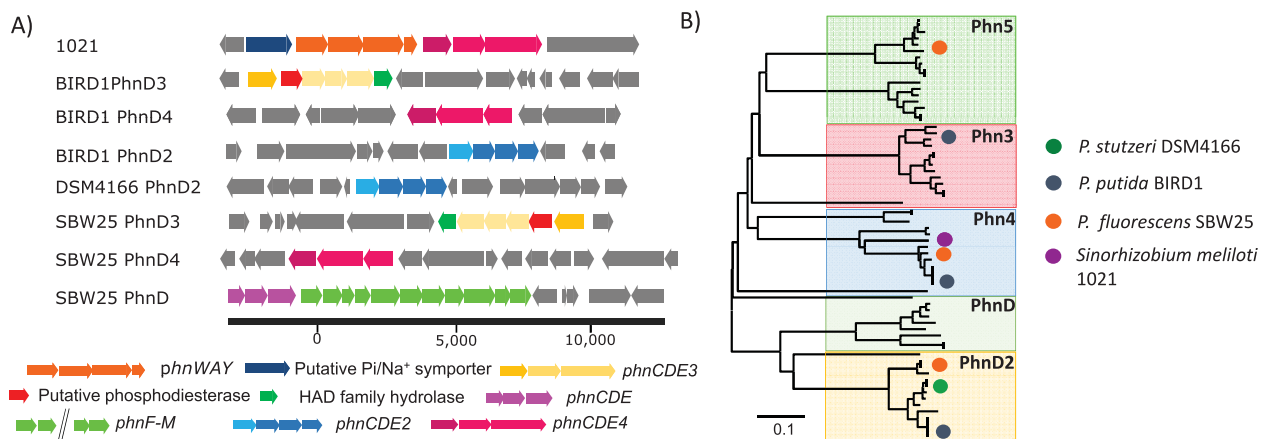 A)
1021
BIRD1PhnD3
BIRD1 PhnD4
BIRD1 PhnD2
DSM4166 PhnD2
SBW25 PhnD3
SBW25 PhnD4
SBW25 PhnD
0 5,000 10,000
phnWAY Putative Pi/Na⁺ symporter phnCDE3
Putative phosphodiesterase HAD family hydrolase phnCDE
// phnF-M phnCDE2 phnCDE4
B)
Phn5
Phn3
Phn4
PhnD
PhnD2
0.1
P. stutzeri DSM4166
P. putida BIRD1
P. fluorescens SBW25
Sinorhizobium meliloti
1021